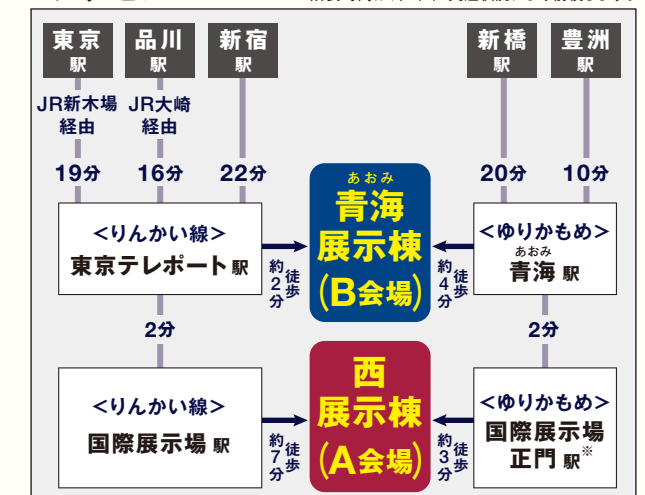 東京
駅
品川
駅
新宿
駅
新橋
駅
豊洲
駅
JR新木場
経由
JR大崎
経由
19分
16分
22分
20分
10分
<りんかい線>
東京テレポート駅
約2分
徒歩
あおみ
青海
展示棟
(B会場)
約4分
徒歩
<ゆりかもめ>
あおみ
青海 駅
2分
2分
<りんかい線>
国際展示場 駅
約7分
徒歩
西
展示棟
(A会場)
約3分
徒歩
<ゆりかもめ>
国際展示場
正門 駅※